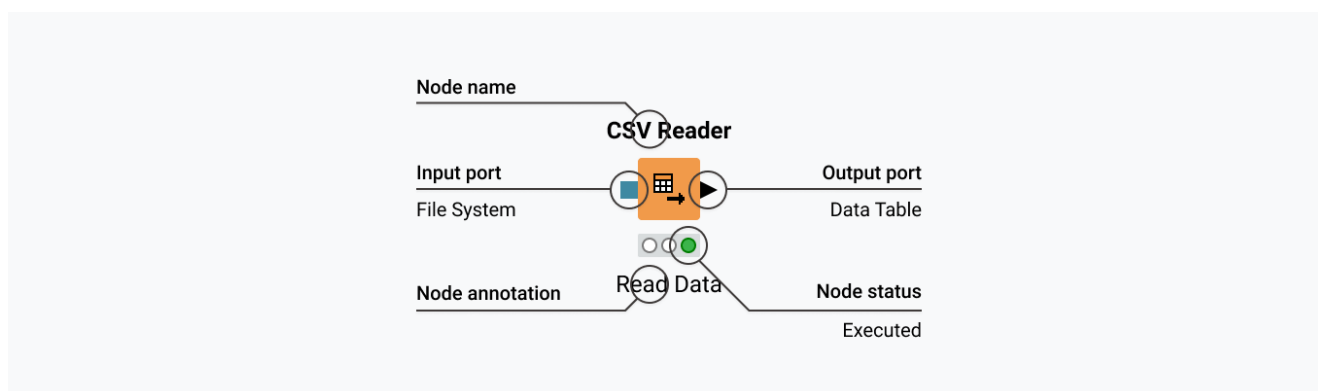 Node name
CSV Reader
Input port
Output port
File System
Data Table
Read Data
Node annotation
Node status
Executed